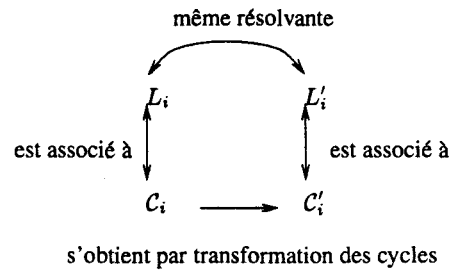 même résolvante
L_i L'_i
est associé à est associé à
C_i C'_i
s'obtient par transformation des cycles